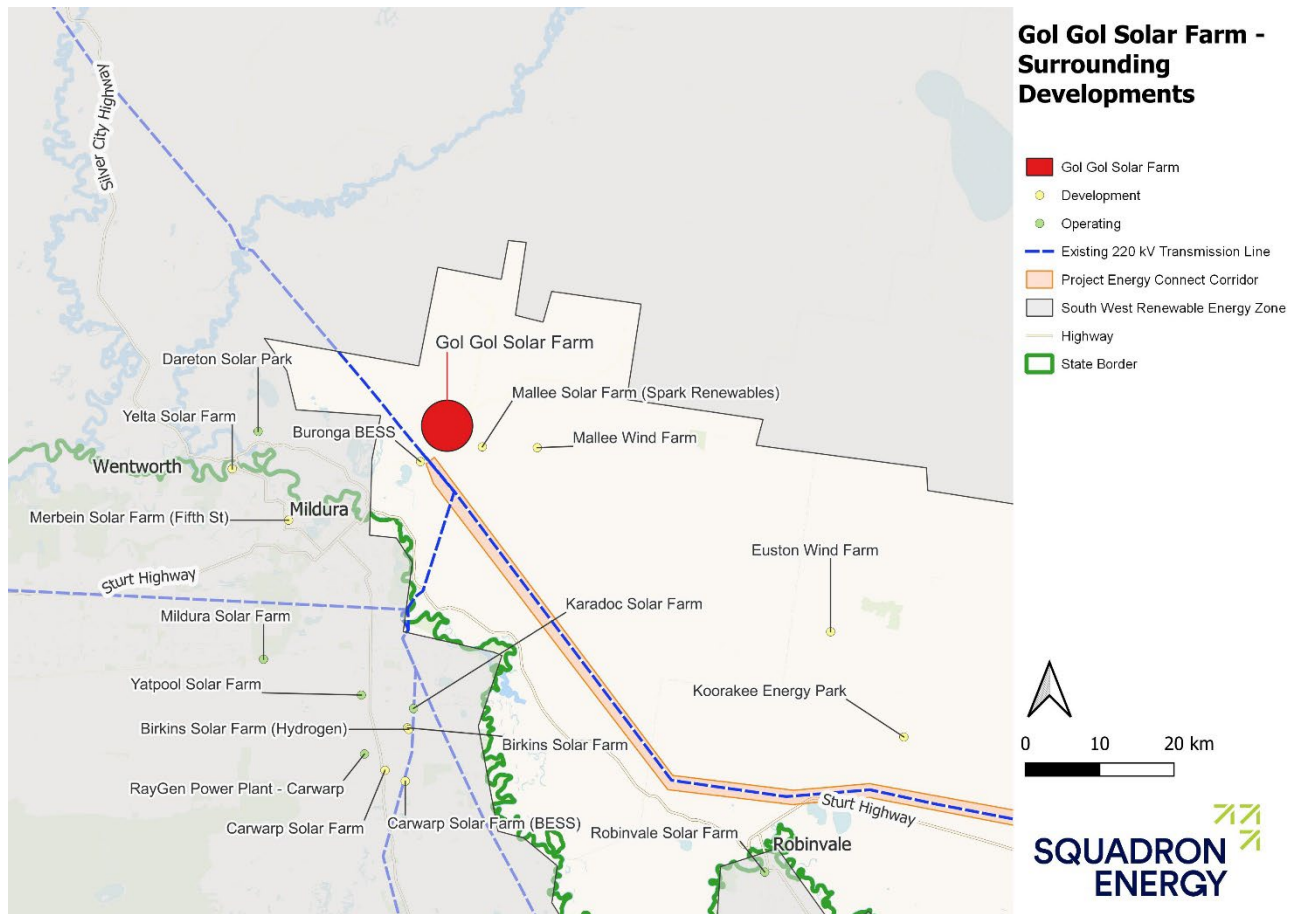 Gol Gol Solar Farm -
Surrounding
Developments
Gol Gol Solar Farm
Development
Operating
Existing 220 kV Transmission Line
Project Energy Connect Corridor
South West Renewable Energy Zone
Highway
State Border
Silver City Highway
Gol Gol Solar Farm
Dareton Solar Park
Mallee Solar Farm (Spark Renewables)
Yelta Solar Farm
Buronga BESS
Mallee Wind Farm
Wentworth
Mildura
Merbein Solar Farm (Fifth St)
Euston Wind Farm
Sturt Highway
Karadoc Solar Farm
Mildura Solar Farm
Yatpool Solar Farm
Koorakee Energy Park
Birkins Solar Farm (Hydrogen)
Birkins Solar Farm
RayGen Power Plant - Carwarp
Sturt Highway
Carwarp Solar Farm
Carwarp Solar Farm (BESS)
Robinvale Solar Farm
Robinvale
0 10 20 km
SQUADRON
ENERGY